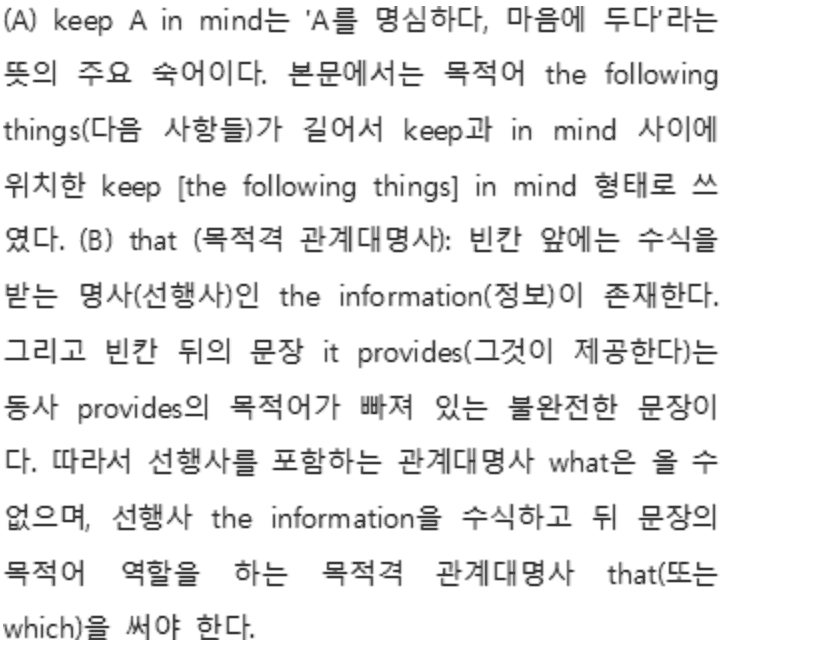 (A) keep A in mind는 'A를 명심하다, 마음에 두다'라는
뜻의 주요 숙어이다. 본문에서는 목적어 the following
things(다음 사항들)가 길어서 keep과 in mind 사이에
위치한 keep [the following things] in mind 형태로 쓰
였다. (B) that (목적격 관계대명사): 빈칸 앞에는 수식을
받는 명사(선행사)인 the information(정보)이 존재한다.
그리고 빈칸 뒤의 문장 it provides(그것이 제공한다)는
동사 provides의 목적어가 빠져 있는 불완전한 문장이
다. 따라서 선행사를 포함하는 관계대명사 what은 올 수
없으며, 선행사 the information을 수식하고 뒤 문장의
목적어 역할을 하는 목적격 관계대명사 that(또는
which)을 써야 한다.